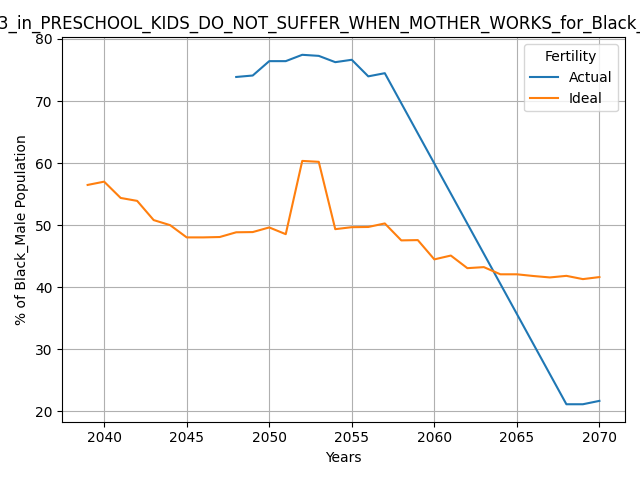 3_in_PRESCHOOL_KIDS_DO_NOT_SUFFER_WHEN_MOTHER_WORKS_for_Black_
Fertility
Actual
Ideal
% of Black_Male Population
80
70
60
50
40
30
20
2040
2045
2050
2055
2060
2065
2070
Years